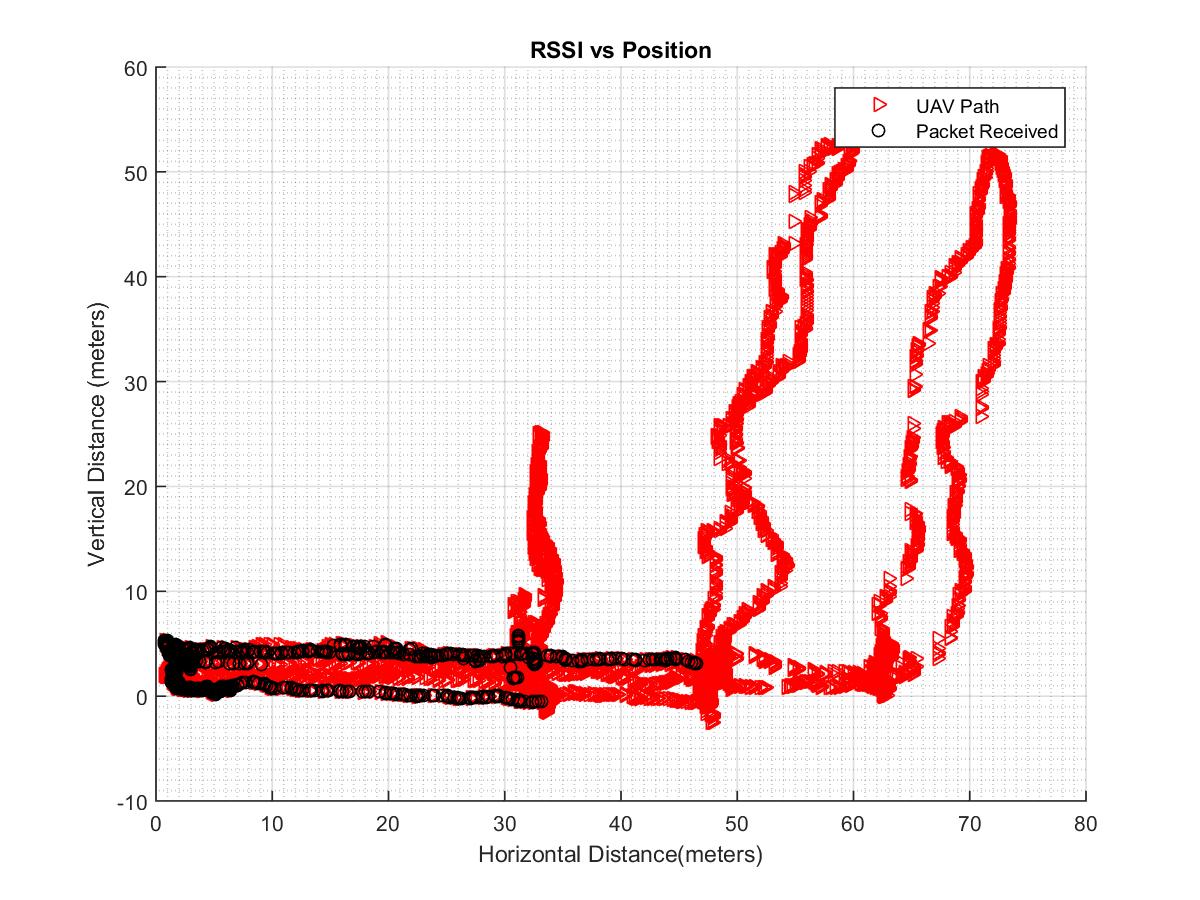 RSSI vs Position
60
50
40
30
20
10
0
-10
Vertical Distance (meters)
UAV Path
Packet Received
0 10 20 30 40 50 60 70 80
Horizontal Distance(meters)